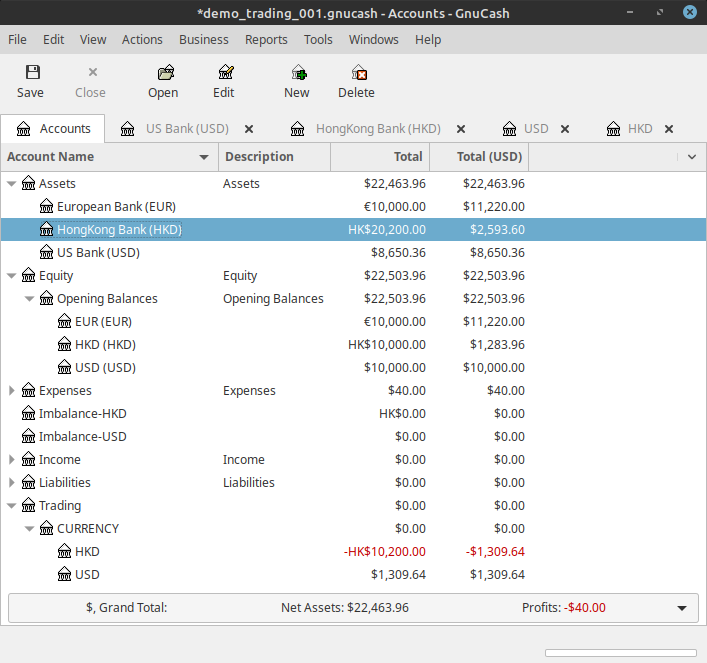 *demo_trading_001.gnucash - Accounts - GnuCash
File Edit View Actions Business Reports Tools Windows Help
Save Close Open Edit New Delete
Accounts US Bank (USD) HongKong Bank (HKD) USD HKD
Account Name Description Total Total (USD)
Assets Assets $22,463.96 $22,463.96
European Bank (EUR) €10,000.00 $11,220.00
HongKong Bank (HKD) HK$20,200.00 $2,593.60
US Bank (USD) $8,650.36 $8,650.36
Equity Equity $22,503.96 $22,503.96
Opening Balances Opening Balances $22,503.96 $22,503.96
EUR (EUR) €10,000.00 $11,220.00
HKD (HKD) HK$10,000.00 $1,283.96
USD (USD) $10,000.00 $10,000.00
Expenses Expenses $40.00 $40.00
Imbalance-HKD HK$0.00 $0.00
Imbalance-USD $0.00 $0.00
Income Income $0.00 $0.00
Liabilities Liabilities $0.00 $0.00
Trading $0.00 $0.00
CURRENCY $0.00 $0.00
HKD -HK$10,200.00 -$1,309.64
USD $1,309.64 $1,309.64
$, Grand Total: Net Assets: $22,463.96 Profits: -$40.00